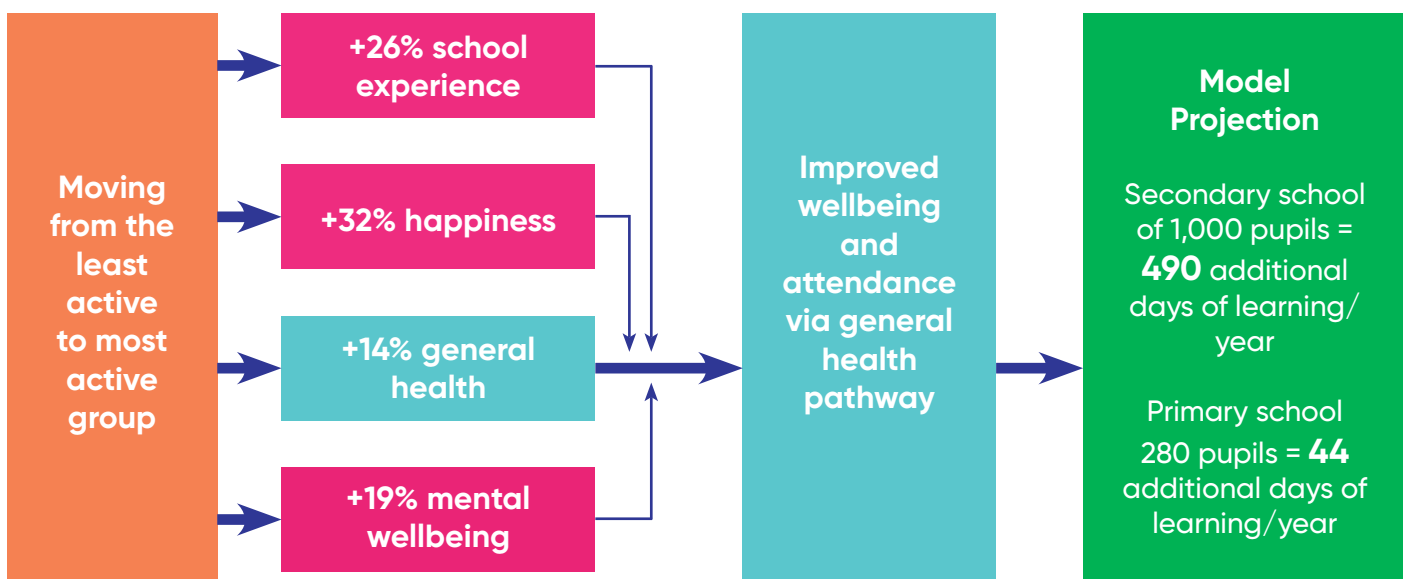 Moving
from the
least
active
to most
active
group
+26% school
experience
+32% happiness
+14% general
health
+19% mental
wellbeing
Improved
wellbeing
and
attendance
via general
health
pathway
Model
Projection
Secondary school
of 1,000 pupils =
490 additional
days of learning/
year
Primary school
280 pupils = 44
additional days of
learning/year